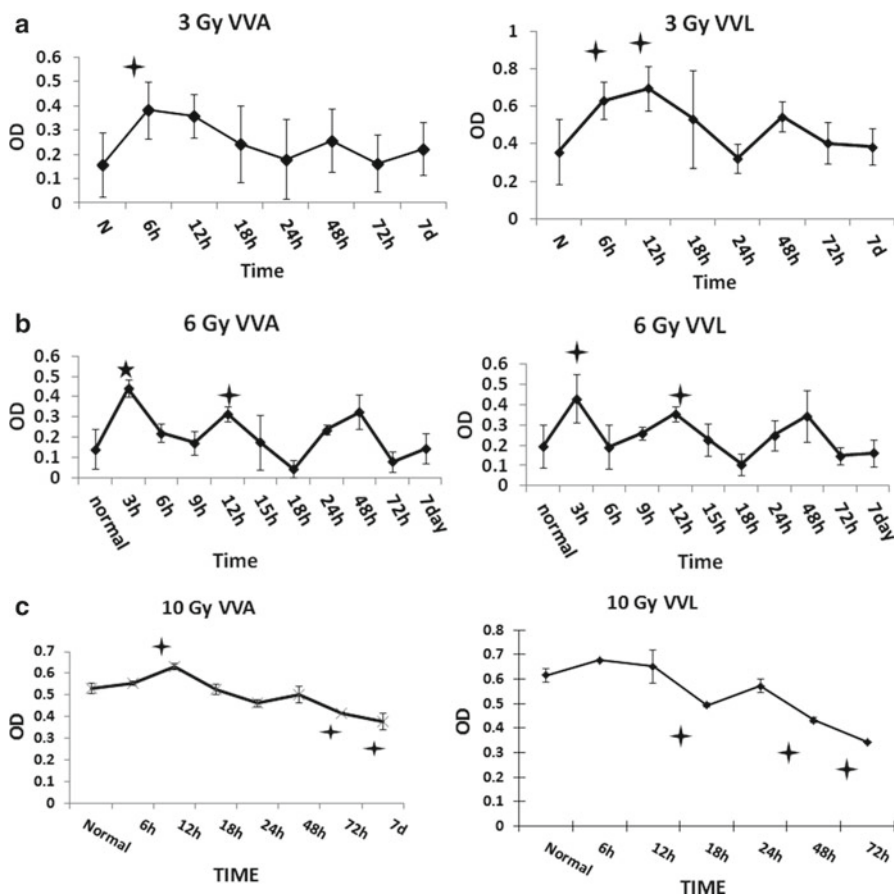 a
3 Gy VVA
0.6
0.5
0.4
0.3
0.2
0.1
0
OD
N 6h 12h 18h 24h 48h 72h 7d
Time
3 Gy VVL
1
0.8
0.6
0.4
0.2
0
OD
N 6h 12h 18h 24h 48h 72h 7d
Time
b
6 Gy VVA
0.6
0.5
0.4
0.3
0.2
0.1
0
OD
normal 3h 6h 9h 12h 15h 18h 24h 48h 72h 7day
Time
6 Gy VVL
0.6
0.5
0.4
0.3
0.2
0.1
0
OD
normal 3h 6h 9h 12h 15h 18h 24h 48h 72h 7day
Time
c
10 Gy VVA
0.7
0.6
0.5
0.4
0.3
0.2
0.1
0
OD
Normal 6h 12h 18h 24h 48h 72h 7d
TIME
10 Gy VVL
0.8
0.7
0.6
0.5
0.4
0.3
0.2
0.1
0
OD
Normal 6h 12h 18h 24h 48h 72h
TIME